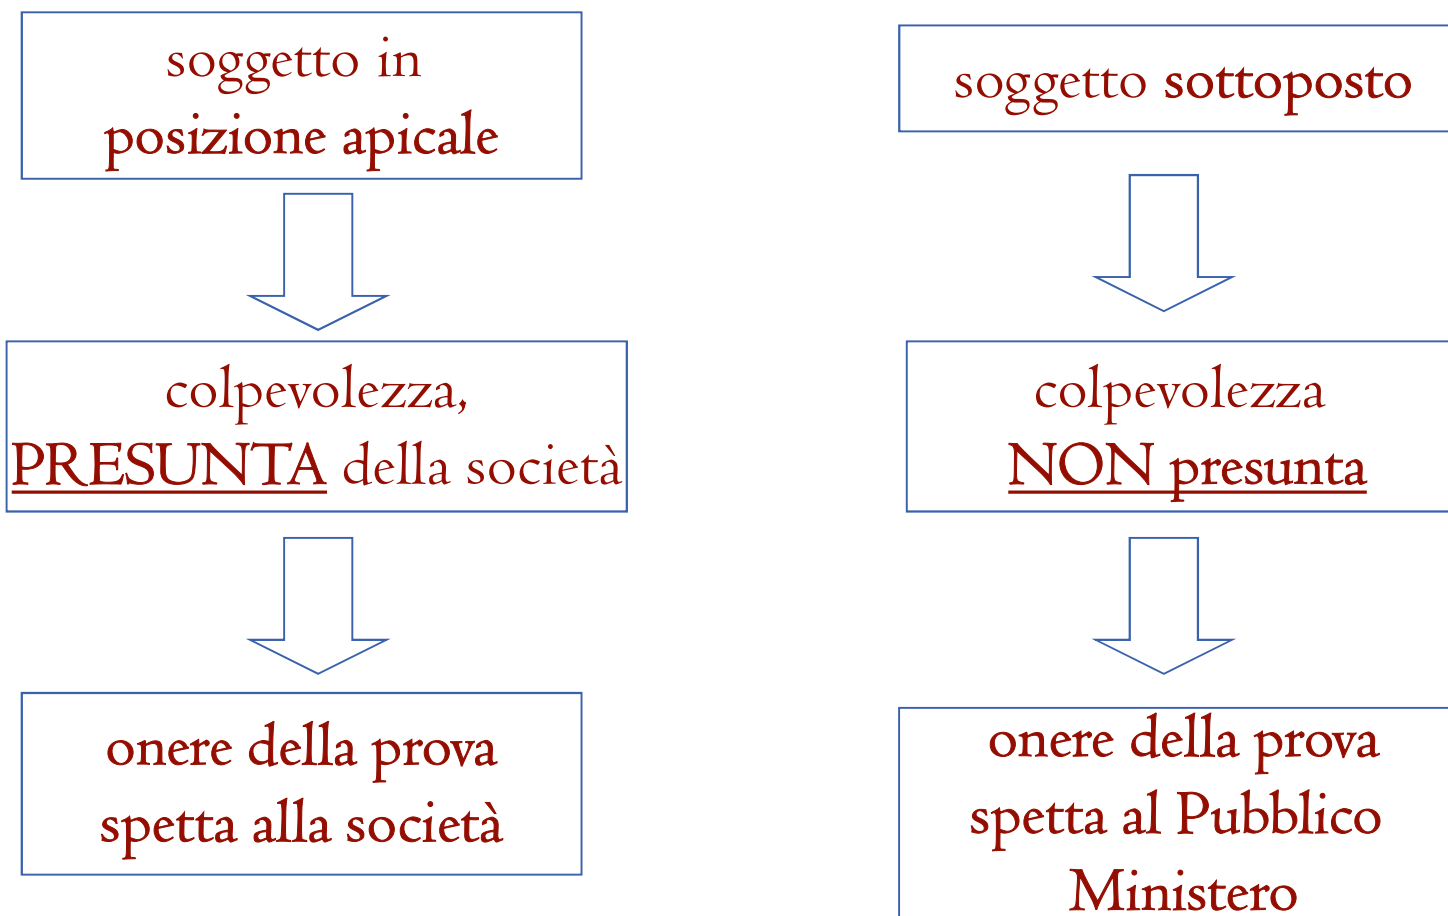 soggetto in
posizione apicale
colpevolezza,
PRESUNTA della società
onere della prova
spetta alla società
soggetto sottoposto
colpevolezza
NON presunta
onere della prova
spetta al Pubblico
Ministero